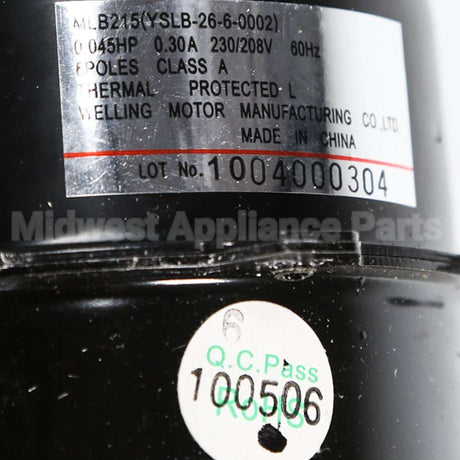 MLB215(YSLB-26-6-0002)
0.045HP 0.30A 230/208V 60Hz
6POLES CLASS A
THERMAL PROTECTED-L
WELLING MOTOR MANUFACTURING CO.,LTD
MADE IN CHINA
LOT No. 1004000304
Midwest Appliance Parts
6
Q.C.Pass
100506
RoHS